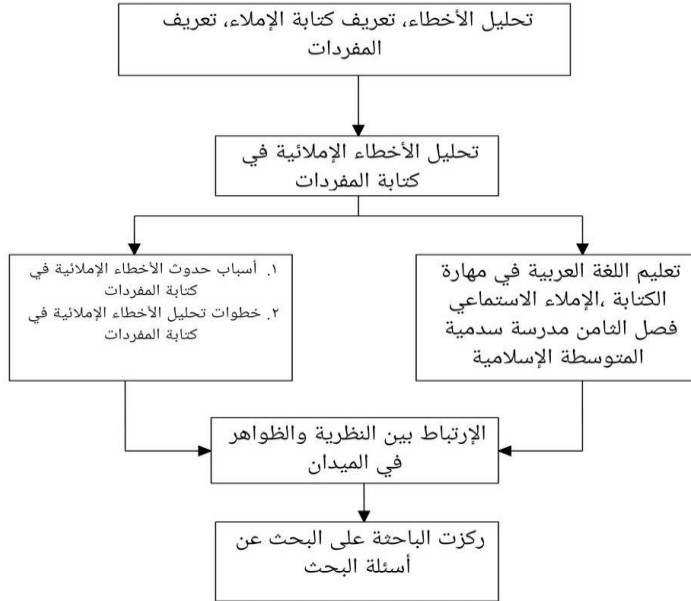 تحليل الأخطاء، تعريف كتابة الإملاء، تعريف
المفردات
تحليل الأخطاء الإملائية في
كتابة المفردات
تعليم اللغة العربية في مهارة
الكتابة ،الإملاء الاستماعي
فصل الثامن مدرسة سدمية
المتوسطة الإسلامية
١. أسباب حدوث الأخطاء الإملائية في
كتابة المفردات
٢. خطوات تحليل الأخطاء الإملائية في
كتابة المفردات
الإرتباط بين النظرية والظواهر
في الميدان
ركزت الباحثة على البحث عن
أسئلة البحث